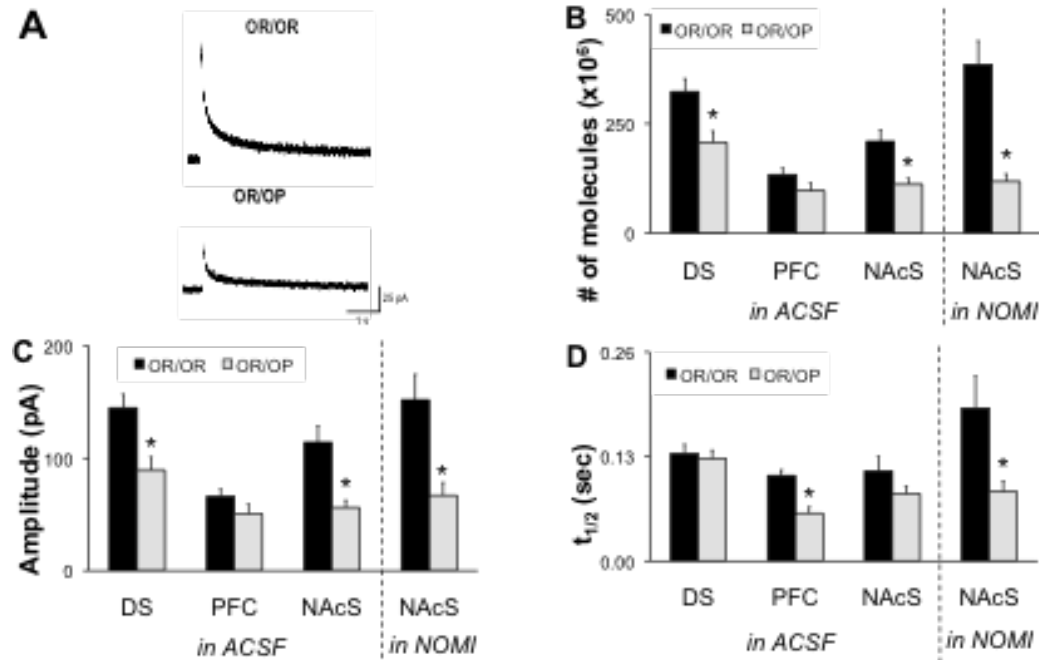 A
OR/OR
OR/OP
25 pA
1 s
B
OR/OR OR/OP
# of molecules (x10⁶)
500
250
0
*
*
*
DS PFC NAcS NAcS
in ACSF in NOMI
C
OR/OR OR/OP
Amplitude (pA)
200
100
0
*
*
*
DS PFC NAcS NAcS
in ACSF in NOMI
D
OR/OR OR/OP
t1/2 (sec)
0.26
0.13
0.00
*
*
DS PFC NAcS NAcS
in ACSF in NOMI